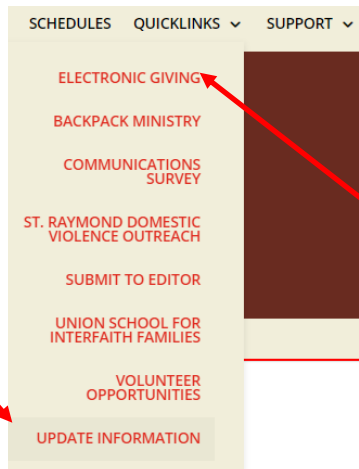 SCHEDULES QUICKLINKS SUPPORT
ELECTRONIC GIVING
BACKPACK MINISTRY
COMMUNICATIONS
SURVEY
ST. RAYMOND DOMESTIC
VIOLENCE OUTREACH
SUBMIT TO EDITOR
UNION SCHOOL FOR
INTERFAITH FAMILIES
VOLUNTEER
OPPORTUNITIES
UPDATE INFORMATION